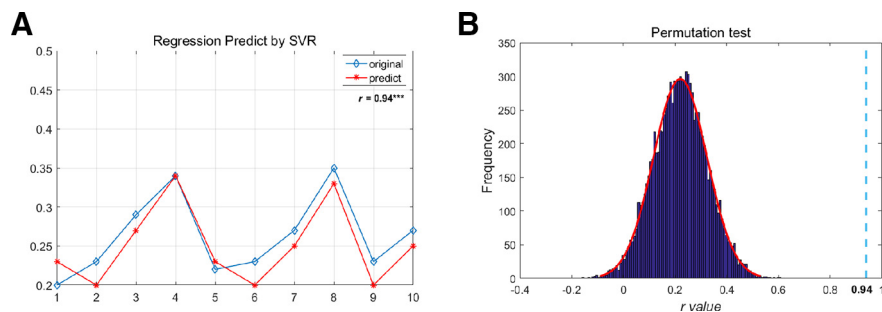 A
Regression Predict by SVR
0.5
0.45
0.4
0.35
0.3
0.25
0.2
1 2 3 4 5 6 7 8 9 10
original
predict
r = 0.94***
B
Permutation test
350
300
250
200
150
100
50
0
Frequency
-0.4 -0.2 0 0.2 0.4 0.6 0.8 0.94 1
r value